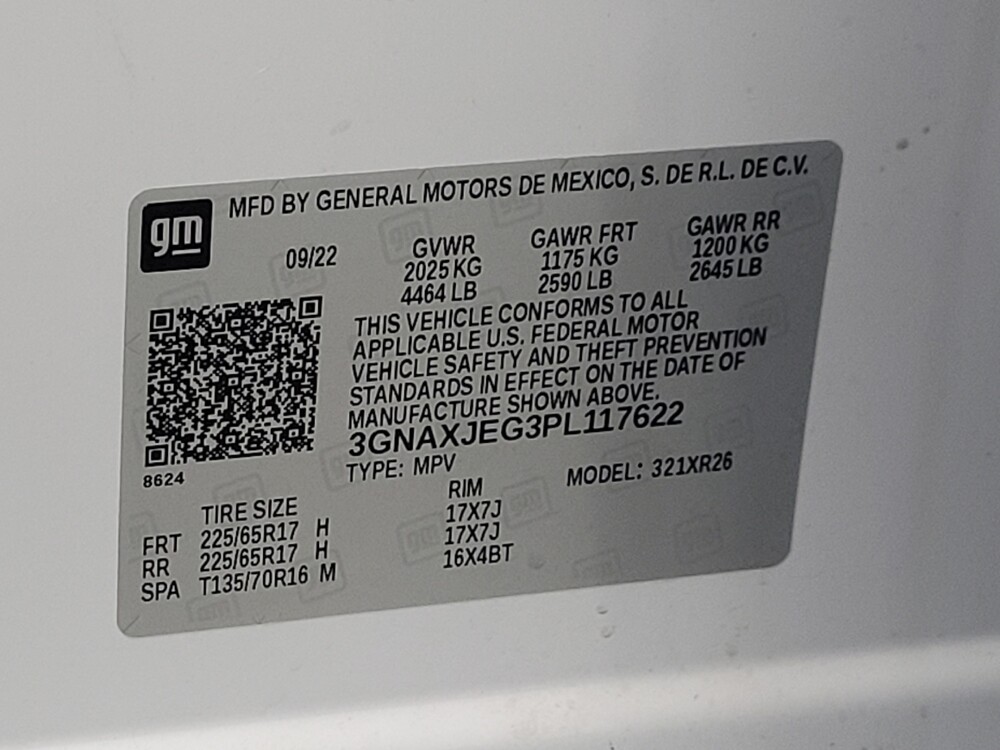 gm
MFD BY GENERAL MOTORS DE MEXICO, S. DE R.L. DE C.V.
09/22 GVWR GAWR FRT GAWR RR
2025 KG 1175 KG 1200 KG
4464 LB 2590 LB 2645 LB
THIS VEHICLE CONFORMS TO ALL
APPLICABLE U.S. FEDERAL MOTOR
VEHICLE SAFETY AND THEFT PREVENTION
STANDARDS IN EFFECT ON THE DATE OF
MANUFACTURE SHOWN ABOVE.
3GNAXJEG3PL117622
8624
TYPE: MPV MODEL: 321XR26
TIRE SIZE RIM
FRT 225/65R17 H 17X7J
RR 225/65R17 H 17X7J
SPA T135/70R16 M 16X4BT